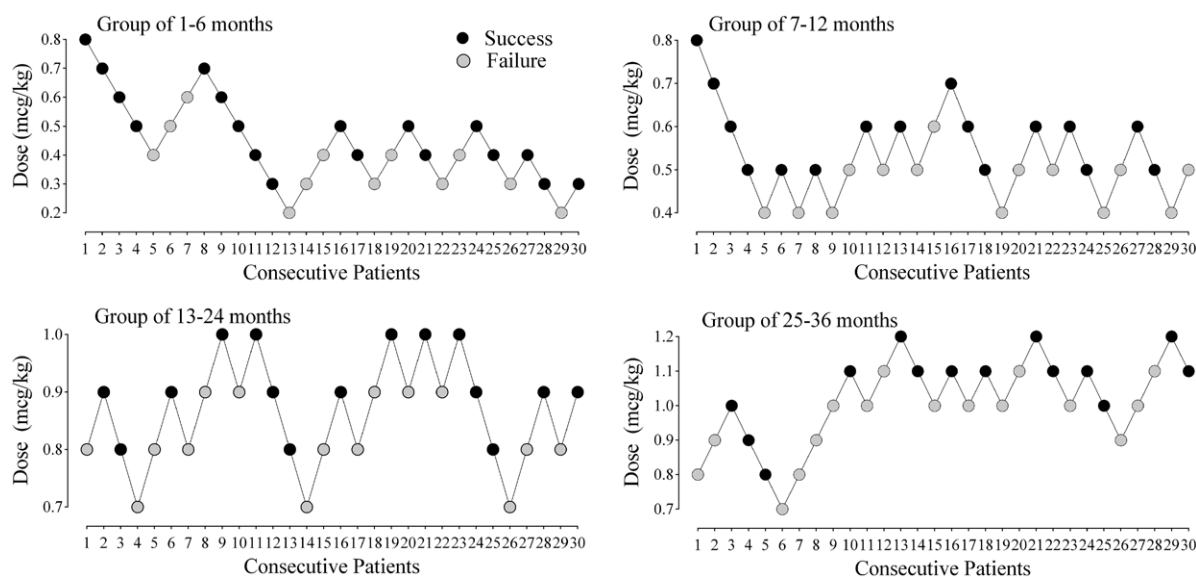 Group of 1-6 months
Success
Failure
Dose (mcg/kg)
0.8
0.7
0.6
0.5
0.4
0.3
0.2
1 2 3 4 5 6 7 8 9 10 11 12 13 14 15 16 17 18 19 20 21 22 23 24 25 26 27 28 29 30
Consecutive Patients
Group of 7-12 months
Dose (mcg/kg)
0.8
0.7
0.6
0.5
0.4
1 2 3 4 5 6 7 8 9 10 11 12 13 14 15 16 17 18 19 20 21 22 23 24 25 26 27 28 29 30
Consecutive Patients
Group of 13-24 months
Dose (mcg/kg)
1.0
0.9
0.8
0.7
1 2 3 4 5 6 7 8 9 10 11 12 13 14 15 16 17 18 19 20 21 22 23 24 25 26 27 28 29 30
Consecutive Patients
Group of 25-36 months
Dose (mcg/kg)
1.2
1.1
1.0
0.9
0.8
0.7
1 2 3 4 5 6 7 8 9 10 11 12 13 14 15 16 17 18 19 20 21 22 23 24 25 26 27 28 29 30
Consecutive Patients